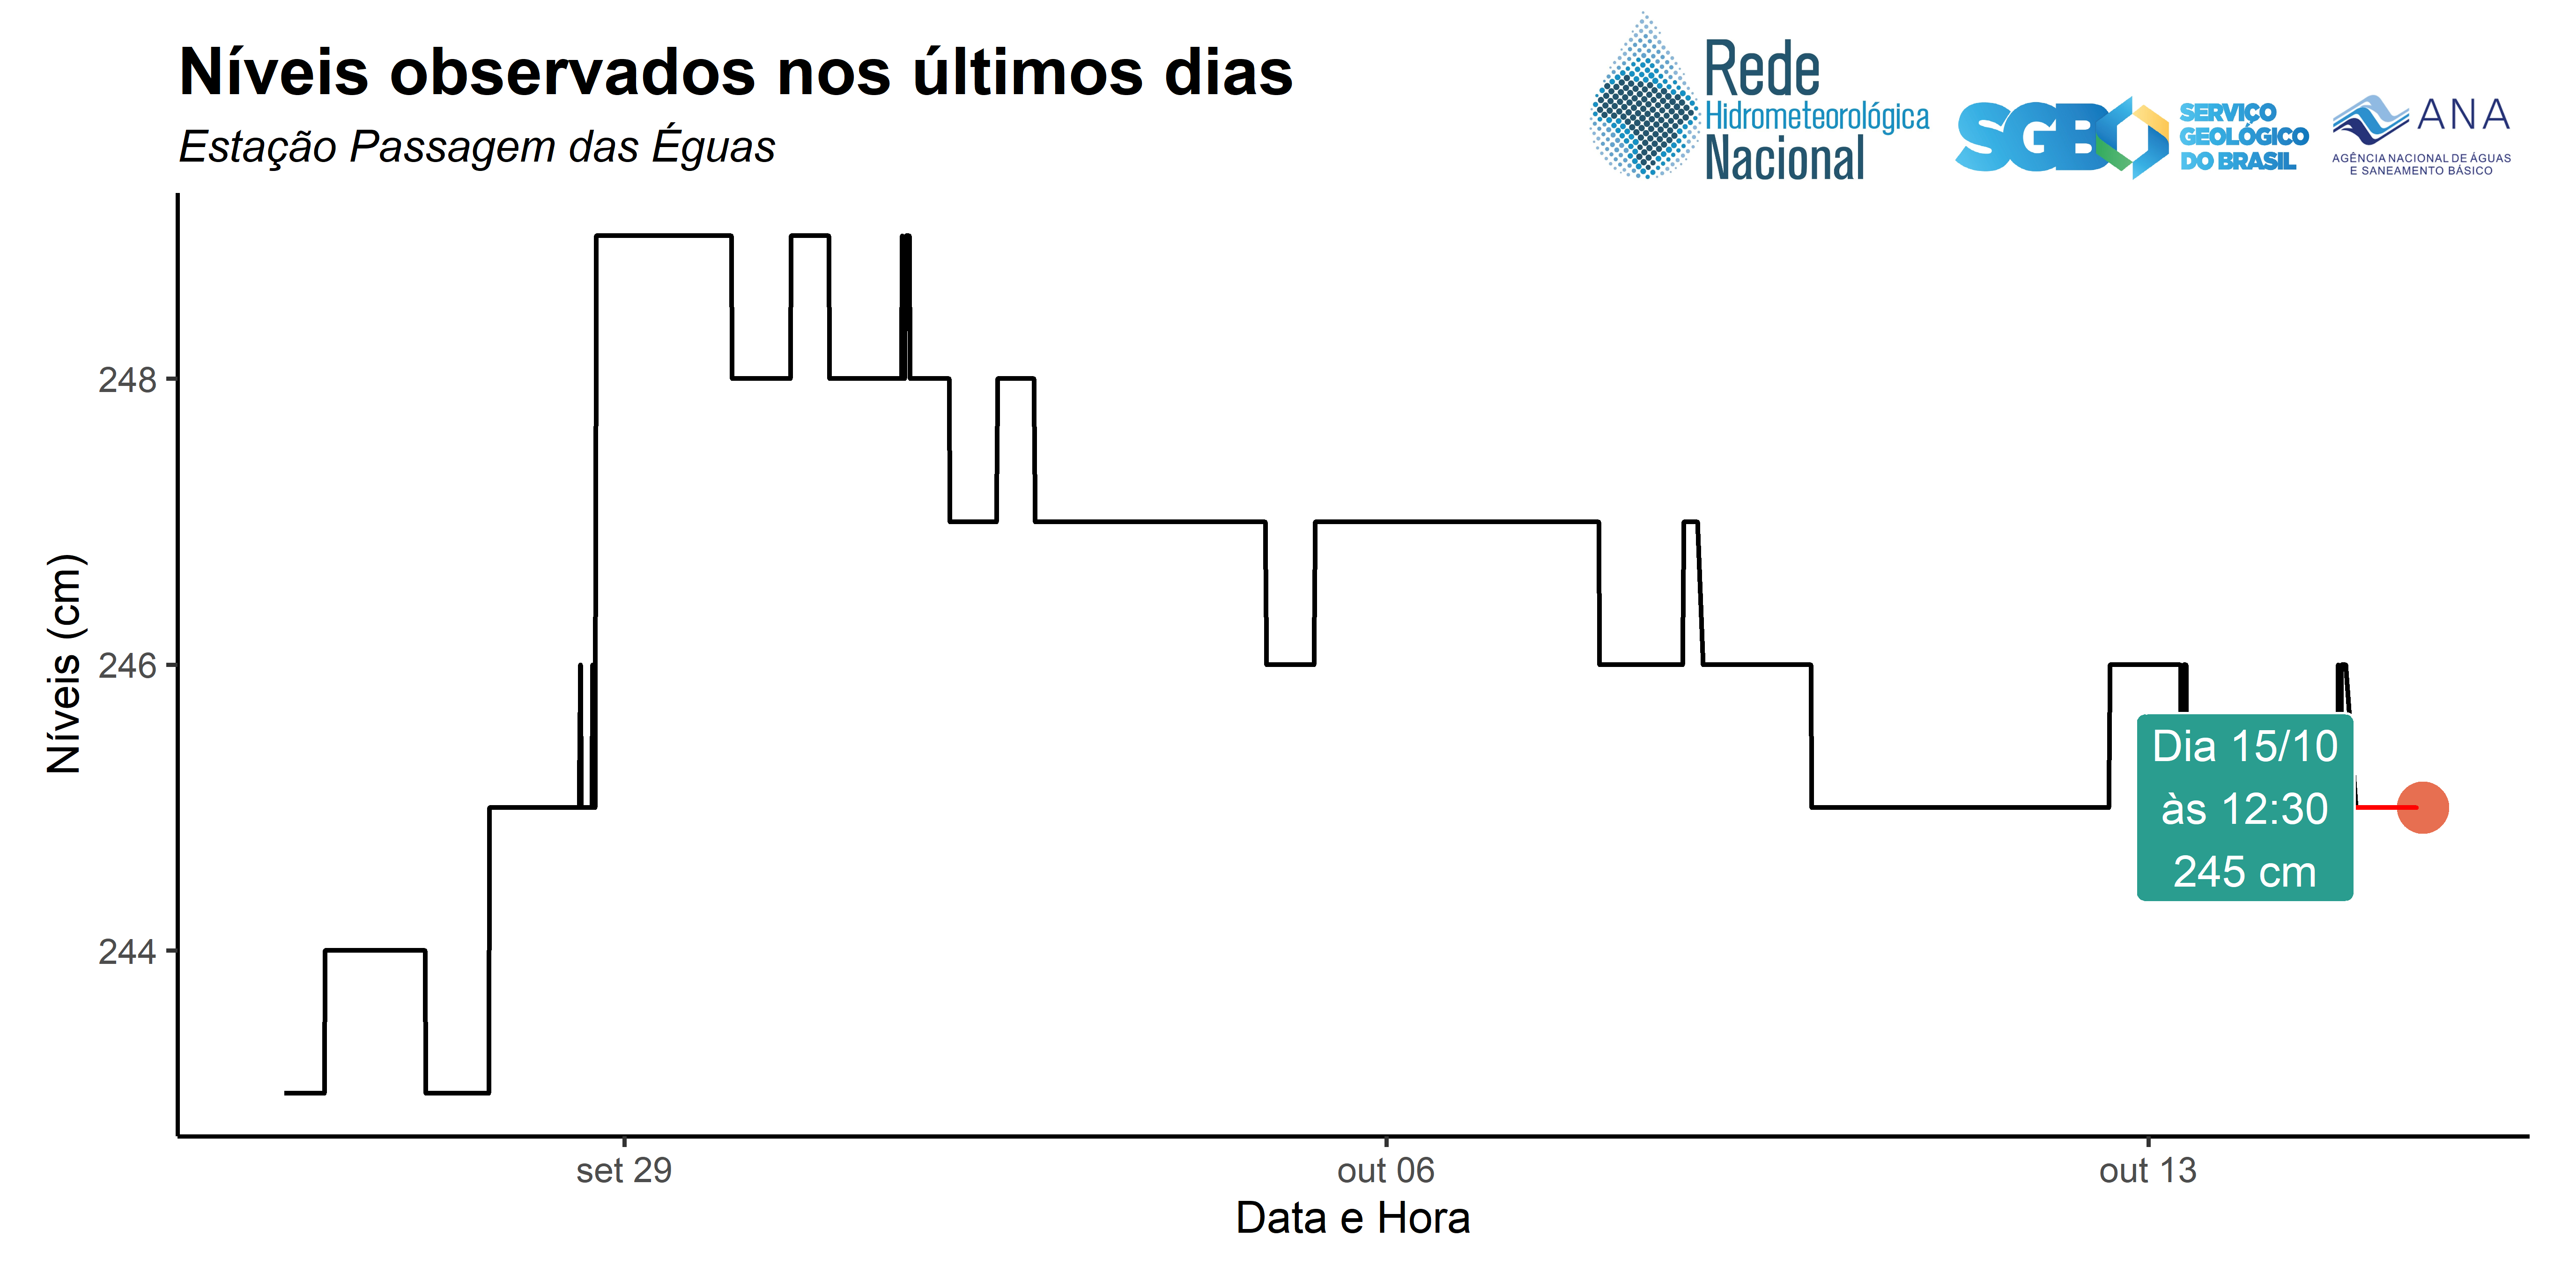 Níveis observados nos últimos dias
Estação Passagem das Éguas
Rede
Hidrometeorológica
Nacional
SGB
SERVIÇO
GEOLÓGICO
DO BRASIL
ANA
AGÊNCIA NACIONAL DE ÁGUAS
E SANEAMENTO BÁSICO
Níveis (cm)
248
246
244
Dia 15/10
às 12:30
245 cm
set 29
out 06
out 13
Data e Hora